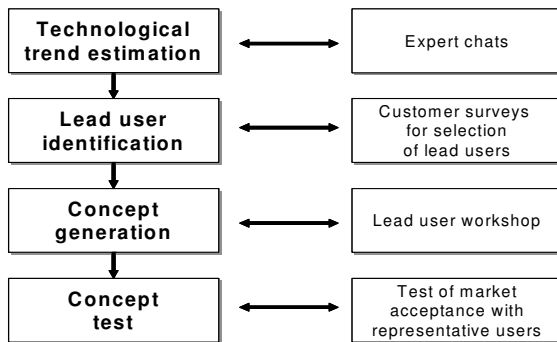 Technological
trend estimation
Expert chats
Lead user
identification
Customer surveys
for selection
of lead users
Concept
generation
Lead user workshop
Concept
test
Test of market
acceptance with
representative users